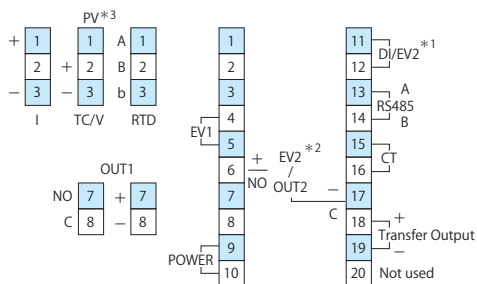 PV*3
+ 1 1 A 1 1 11
2 + 2 B 2 2 12 DI/EV2*1
− 3 − 3 b 3 3 13 A
I TC/V RTD
RS485
EV1 4 14 B
5 15 CT
OUT1
6 + NO EV2*2 / OUT2 16
NO 7 + 7 7 − C 17
C 8 − 8 8 18 +
Transfer Output
POWER 9 19 −
10 20 Not used